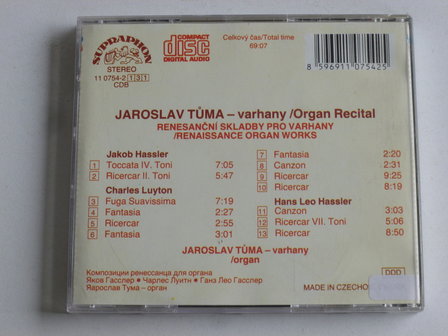 SUPRAPHON
STEREO
11 0754-2 131
CDB
COMPACT
disc
DIGITAL AUDIO
Celkový čas/Total time
69:07
8 596911 075425
JAROSLAV TŮMA – varhany /Organ Recital
RENESANČNÍ SKLADBY PRO VARHANY
/RENAISSANCE ORGAN WORKS
Jakob Hassler
1 Toccata IV. Toni 7:05
2 Ricercar II. Toni 5:47
Charles Luyton
3 Fuga Suavissima 7:19
4 Fantasia 2:27
5 Ricercar 2:55
6 Fantasia 3:01
7 Fantasia 2:20
8 Canzon 2:31
9 Ricercar 9:25
10 Ricercar 8:19
Hans Leo Hassler
11 Canzon 3:03
12 Ricercar VII. Toni 5:06
13 Ricercar 8:50
JAROSLAV TŮMA – varhany
/organ
Композиции ренессанса для органа
Яков Гасслер • Чарлес Луитн • Ганз Лео Гасслер
Ярослав Тума – орган
DDD
MADE IN CZECHO